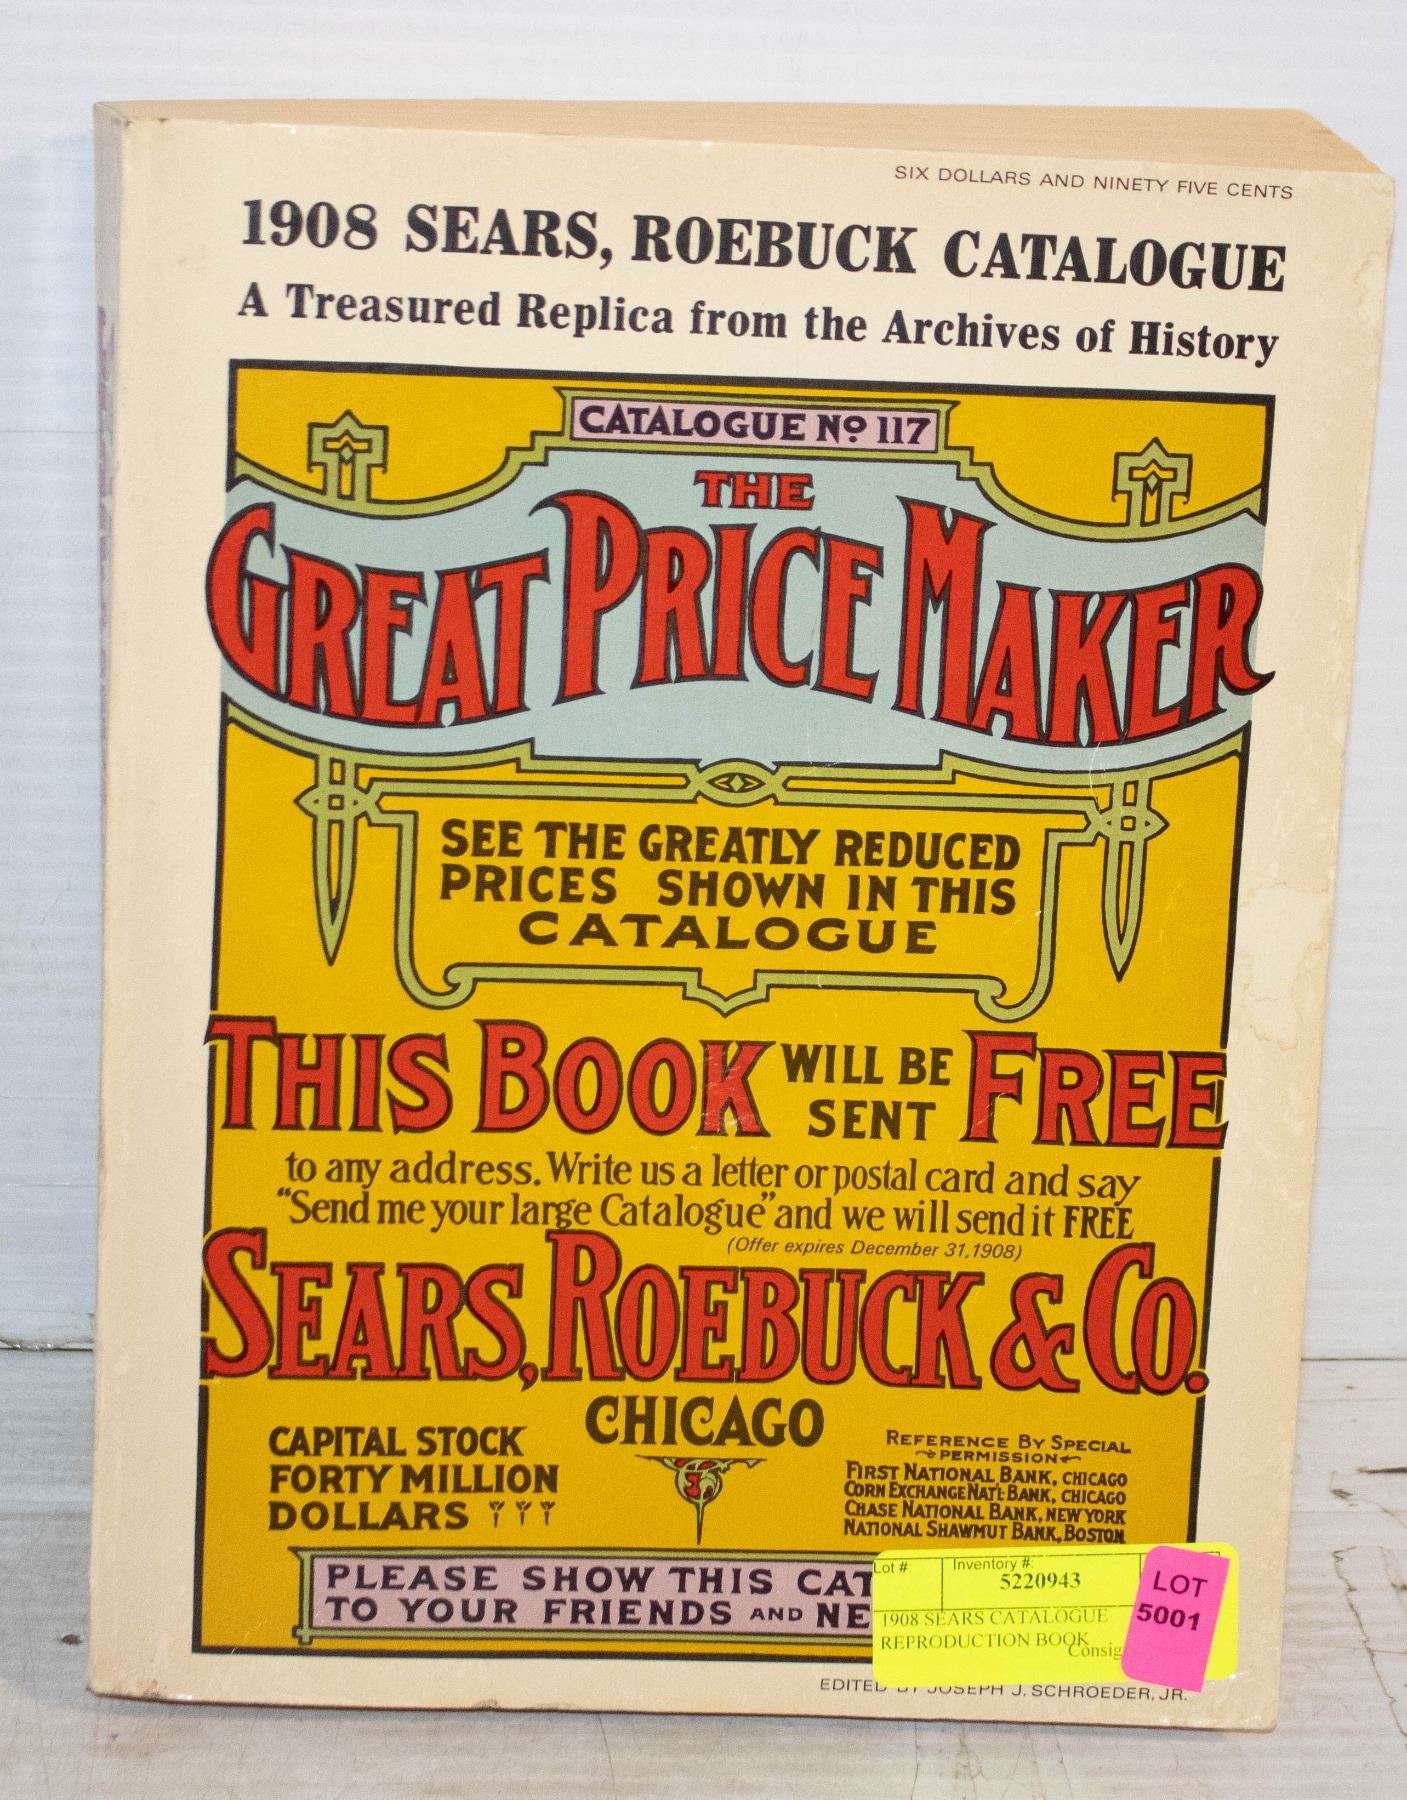 SIX DOLLARS AND NINETY FIVE CENTS
1908 SEARS, ROEBUCK CATALOGUE
A Treasured Replica from the Archives of History
CATALOGUE No 117
THE
GREAT PRICE MAKER
SEE THE GREATLY REDUCED
PRICES SHOWN IN THIS
CATALOGUE
THIS BOOK WILL BE SENT FREE
to any address. Write us a letter or postal card and say
"Send me your large Catalogue" and we will send it FREE
(Offer expires December 31, 1908)
SEARS, ROEBUCK & CO.
CHICAGO
CAPITAL STOCK
FORTY MILLION
DOLLARS
REFERENCE BY SPECIAL
PERMISSION
FIRST NATIONAL BANK, CHICAGO
CORN EXCHANGE NAT'L BANK, CHICAGO
CHASE NATIONAL BANK, NEW YORK
NATIONAL SHAWMUT BANK, BOSTON
PLEASE SHOW THIS CAT
TO YOUR FRIENDS AND NE
Lot #: Inventory #:
5220943
1908 SEARS CATALOGUE
REPRODUCTION BOOK
Consig
LOT
5001
EDITED BY JOSEPH J. SCHROEDER, JR.